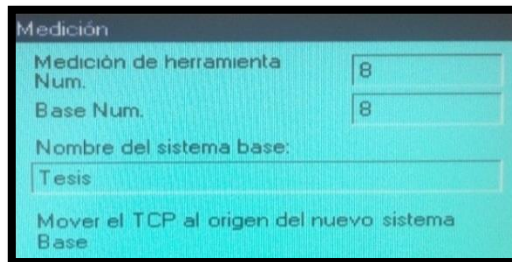 Medición
Medición de herramienta
Num.
8
Base Num.
8
Nombre del sistema base:
Tesis
Mover el TCP al origen del nuevo sistema
Base